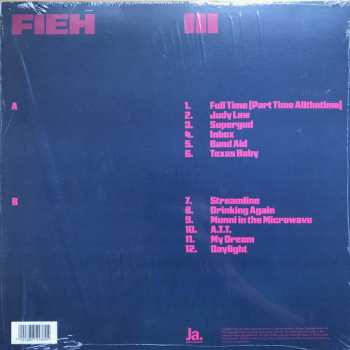 FIEH III
A
1. Full Time (Part Time Allthetime)
2. Judy Law
3. Supergud
4. Inbox
5. Band Aid
6. Texas Baby
B
7. Streamline
8. Drinking Again
9. Munni in the Microwave
10. A.T.T.
11. My Dream
12. Daylight
Ja.